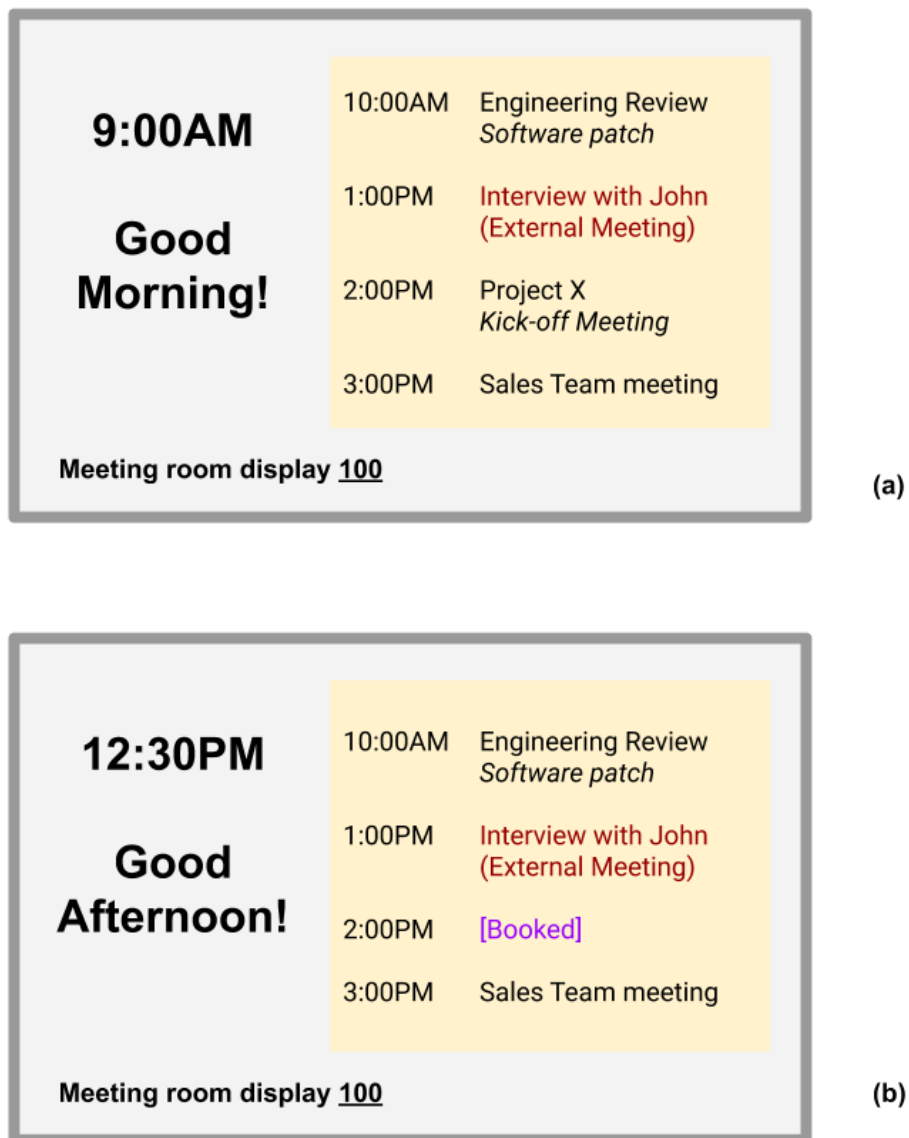 9:00AM
Good
Morning!
10:00AM Engineering Review
Software patch
1:00PM Interview with John
(External Meeting)
2:00PM Project X
Kick-off Meeting
3:00PM Sales Team meeting
Meeting room display 100
(a)
12:30PM
Good
Afternoon!
10:00AM Engineering Review
Software patch
1:00PM Interview with John
(External Meeting)
2:00PM [Booked]
3:00PM Sales Team meeting
Meeting room display 100
(b)